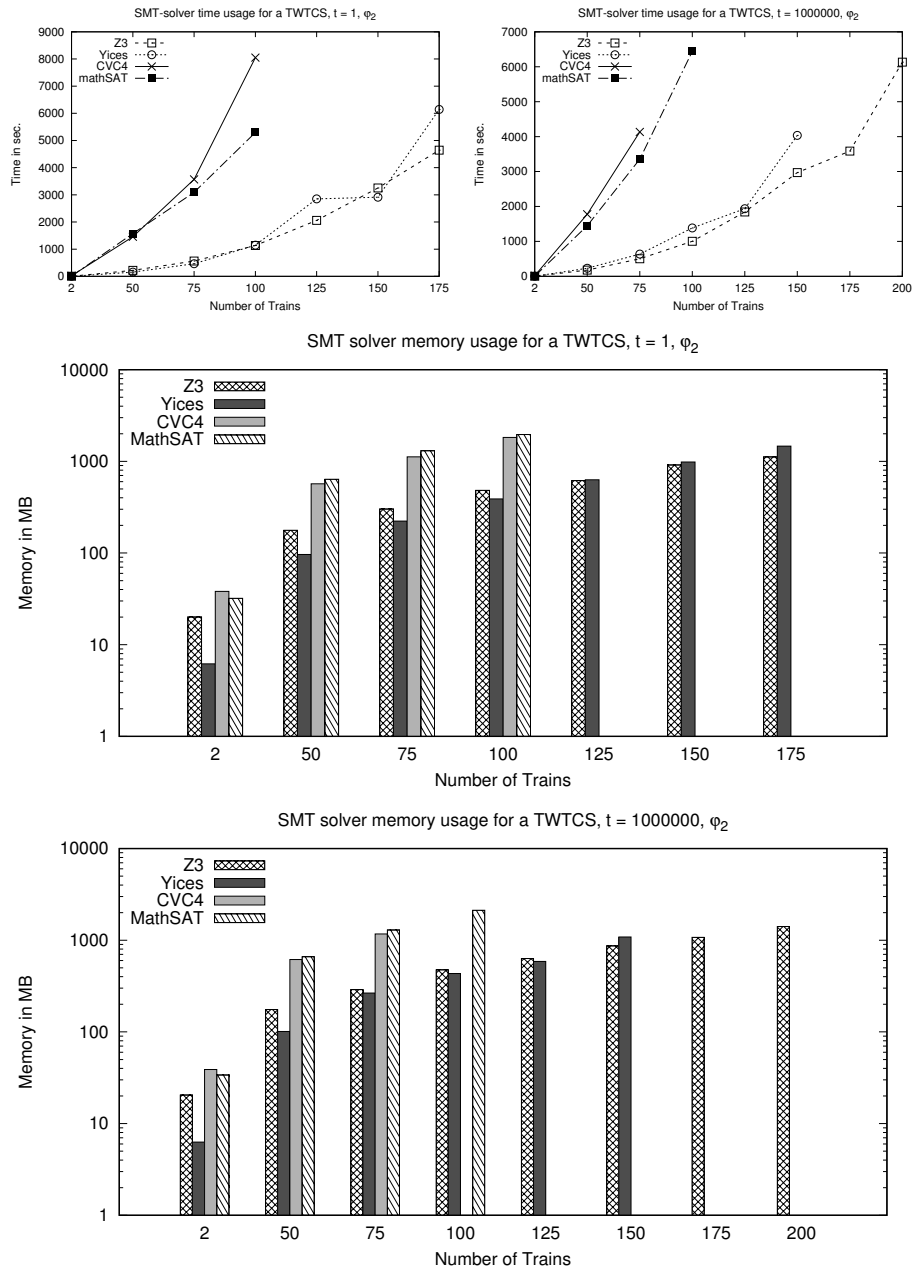 SMT-solver time usage for a TWTCS, t = 1, φ2
Time in sec.
9000
8000
7000
6000
5000
4000
3000
2000
1000
0
Z3
Yices
CVC4
mathSAT
2 50 75 100 125 150 175
Number of Trains
SMT-solver time usage for a TWTCS, t = 1000000, φ2
Time in sec.
7000
6000
5000
4000
3000
2000
1000
0
Z3
Yices
CVC4
mathSAT
2 50 75 100 125 150 175 200
Number of Trains
SMT solver memory usage for a TWTCS, t = 1, φ2
Memory in MB
10000
1000
100
10
1
Z3
Yices
CVC4
MathSAT
2 50 75 100 125 150 175
Number of Trains
SMT solver memory usage for a TWTCS, t = 1000000, φ2
Memory in MB
10000
1000
100
10
1
Z3
Yices
CVC4
MathSAT
2 50 75 100 125 150 175 200
Number of Trains